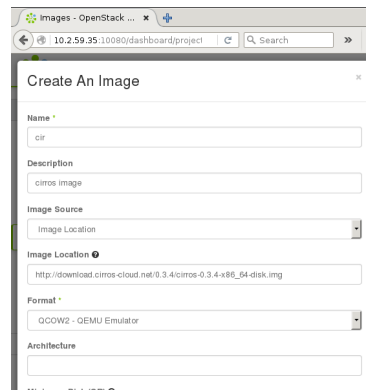 Images - OpenStack ...
10.2.59.35:10080/dashboard/project
Search
Create An Image
Name *
cir
Description
cirros image
Image Source
Image Location
Image Location
http://download.cirros-cloud.net/0.3.4/cirros-0.3.4-x86_64-disk.img
Format *
QCOW2 - QEMU Emulator
Architecture